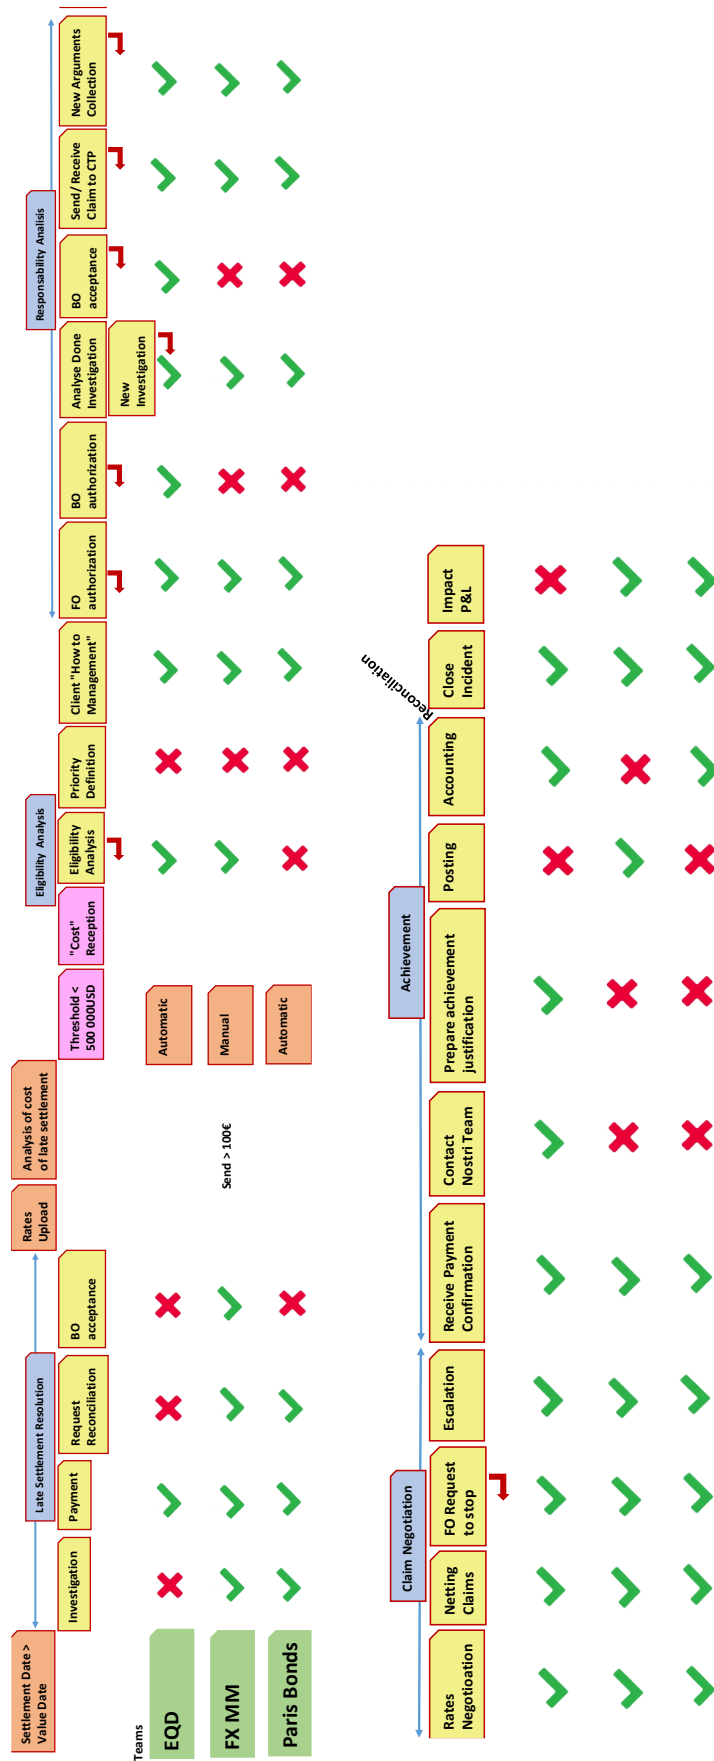 Settlement Date >
Value Date
Late Settlement Resolution
Investigation
Payment
Request
Reconciliation
BO
acceptance
Rates
Upload
Analysis of cost
of late settlement
Threshold <
500 000USD
"Cost"
Reception
Eligibility Analysis
Eligibility
Analysis
Priority
Definition
Client "How to
Management"
Responsability Analisis
FO
authorization
BO
authorization
Analyse Done
Investigation
New
Investigation
BO
acceptance
Send/ Receive
Claim to CTP
New Arguments
Collection
Teams
EQD
Automatic
FX MM
Send > 100€
Manual
Paris Bonds
Automatic
Claim Negotiation
Rates
Negotioation
Netting
Claims
FO Request
to stop
Escalation
Achievement
Receive Payment
Confirmation
Contact
Nostri Team
Prepare achievement
justification
Posting
Accounting
Reconciliation
Close
Incident
Impact
P&L